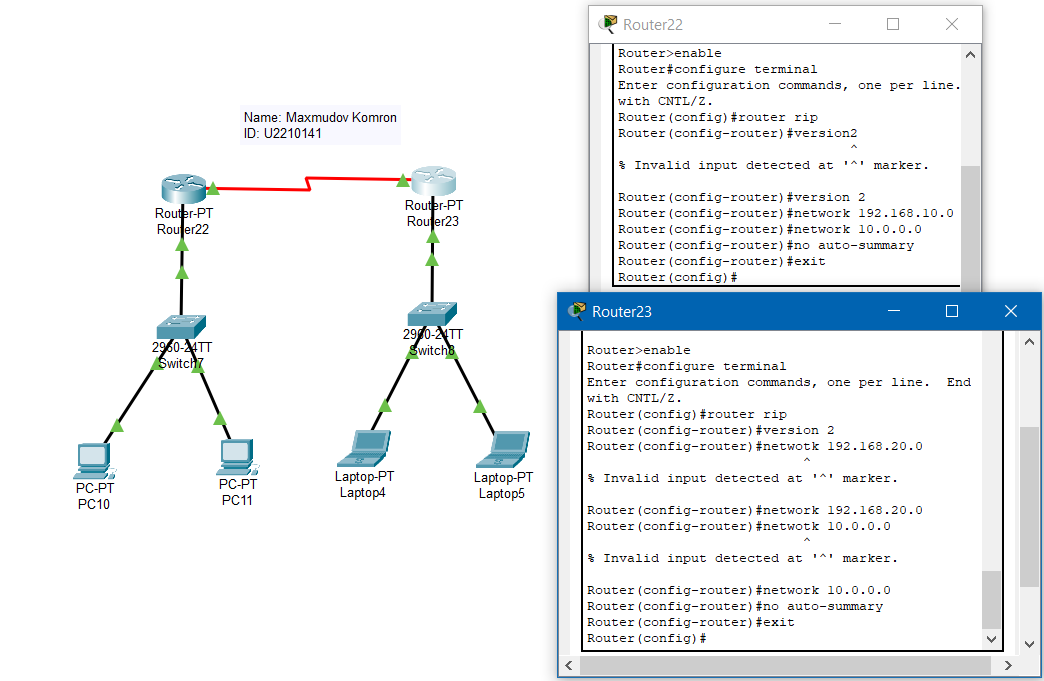 Name: Maxmudov Komron
ID: U2210141
Router-PT
Router22
Router-PT
Router23
2960-24TT
Switch7
2960-24TT
Switch8
PC-PT
PC10
PC-PT
PC11
Laptop-PT
Laptop4
Laptop-PT
Laptop5
Router22
Router>enable
Router#configure terminal
Enter configuration commands, one per line.
with CNTL/Z.
Router(config)#router rip
Router(config-router)#version2
^
% Invalid input detected at '^' marker.
Router(config-router)#version 2
Router(config-router)#network 192.168.10.0
Router(config-router)#network 10.0.0.0
Router(config-router)#no auto-summary
Router(config-router)#exit
Router(config)#
Router23
Router>enable
Router#configure terminal
Enter configuration commands, one per line.  End
with CNTL/Z.
Router(config)#router rip
Router(config-router)#version 2
Router(config-router)#netwotk 192.168.20.0
^
% Invalid input detected at '^' marker.
Router(config-router)#network 192.168.20.0
Router(config-router)#netwotk 10.0.0.0
^
% Invalid input detected at '^' marker.
Router(config-router)#network 10.0.0.0
Router(config-router)#no auto-summary
Router(config-router)#exit
Router(config)#